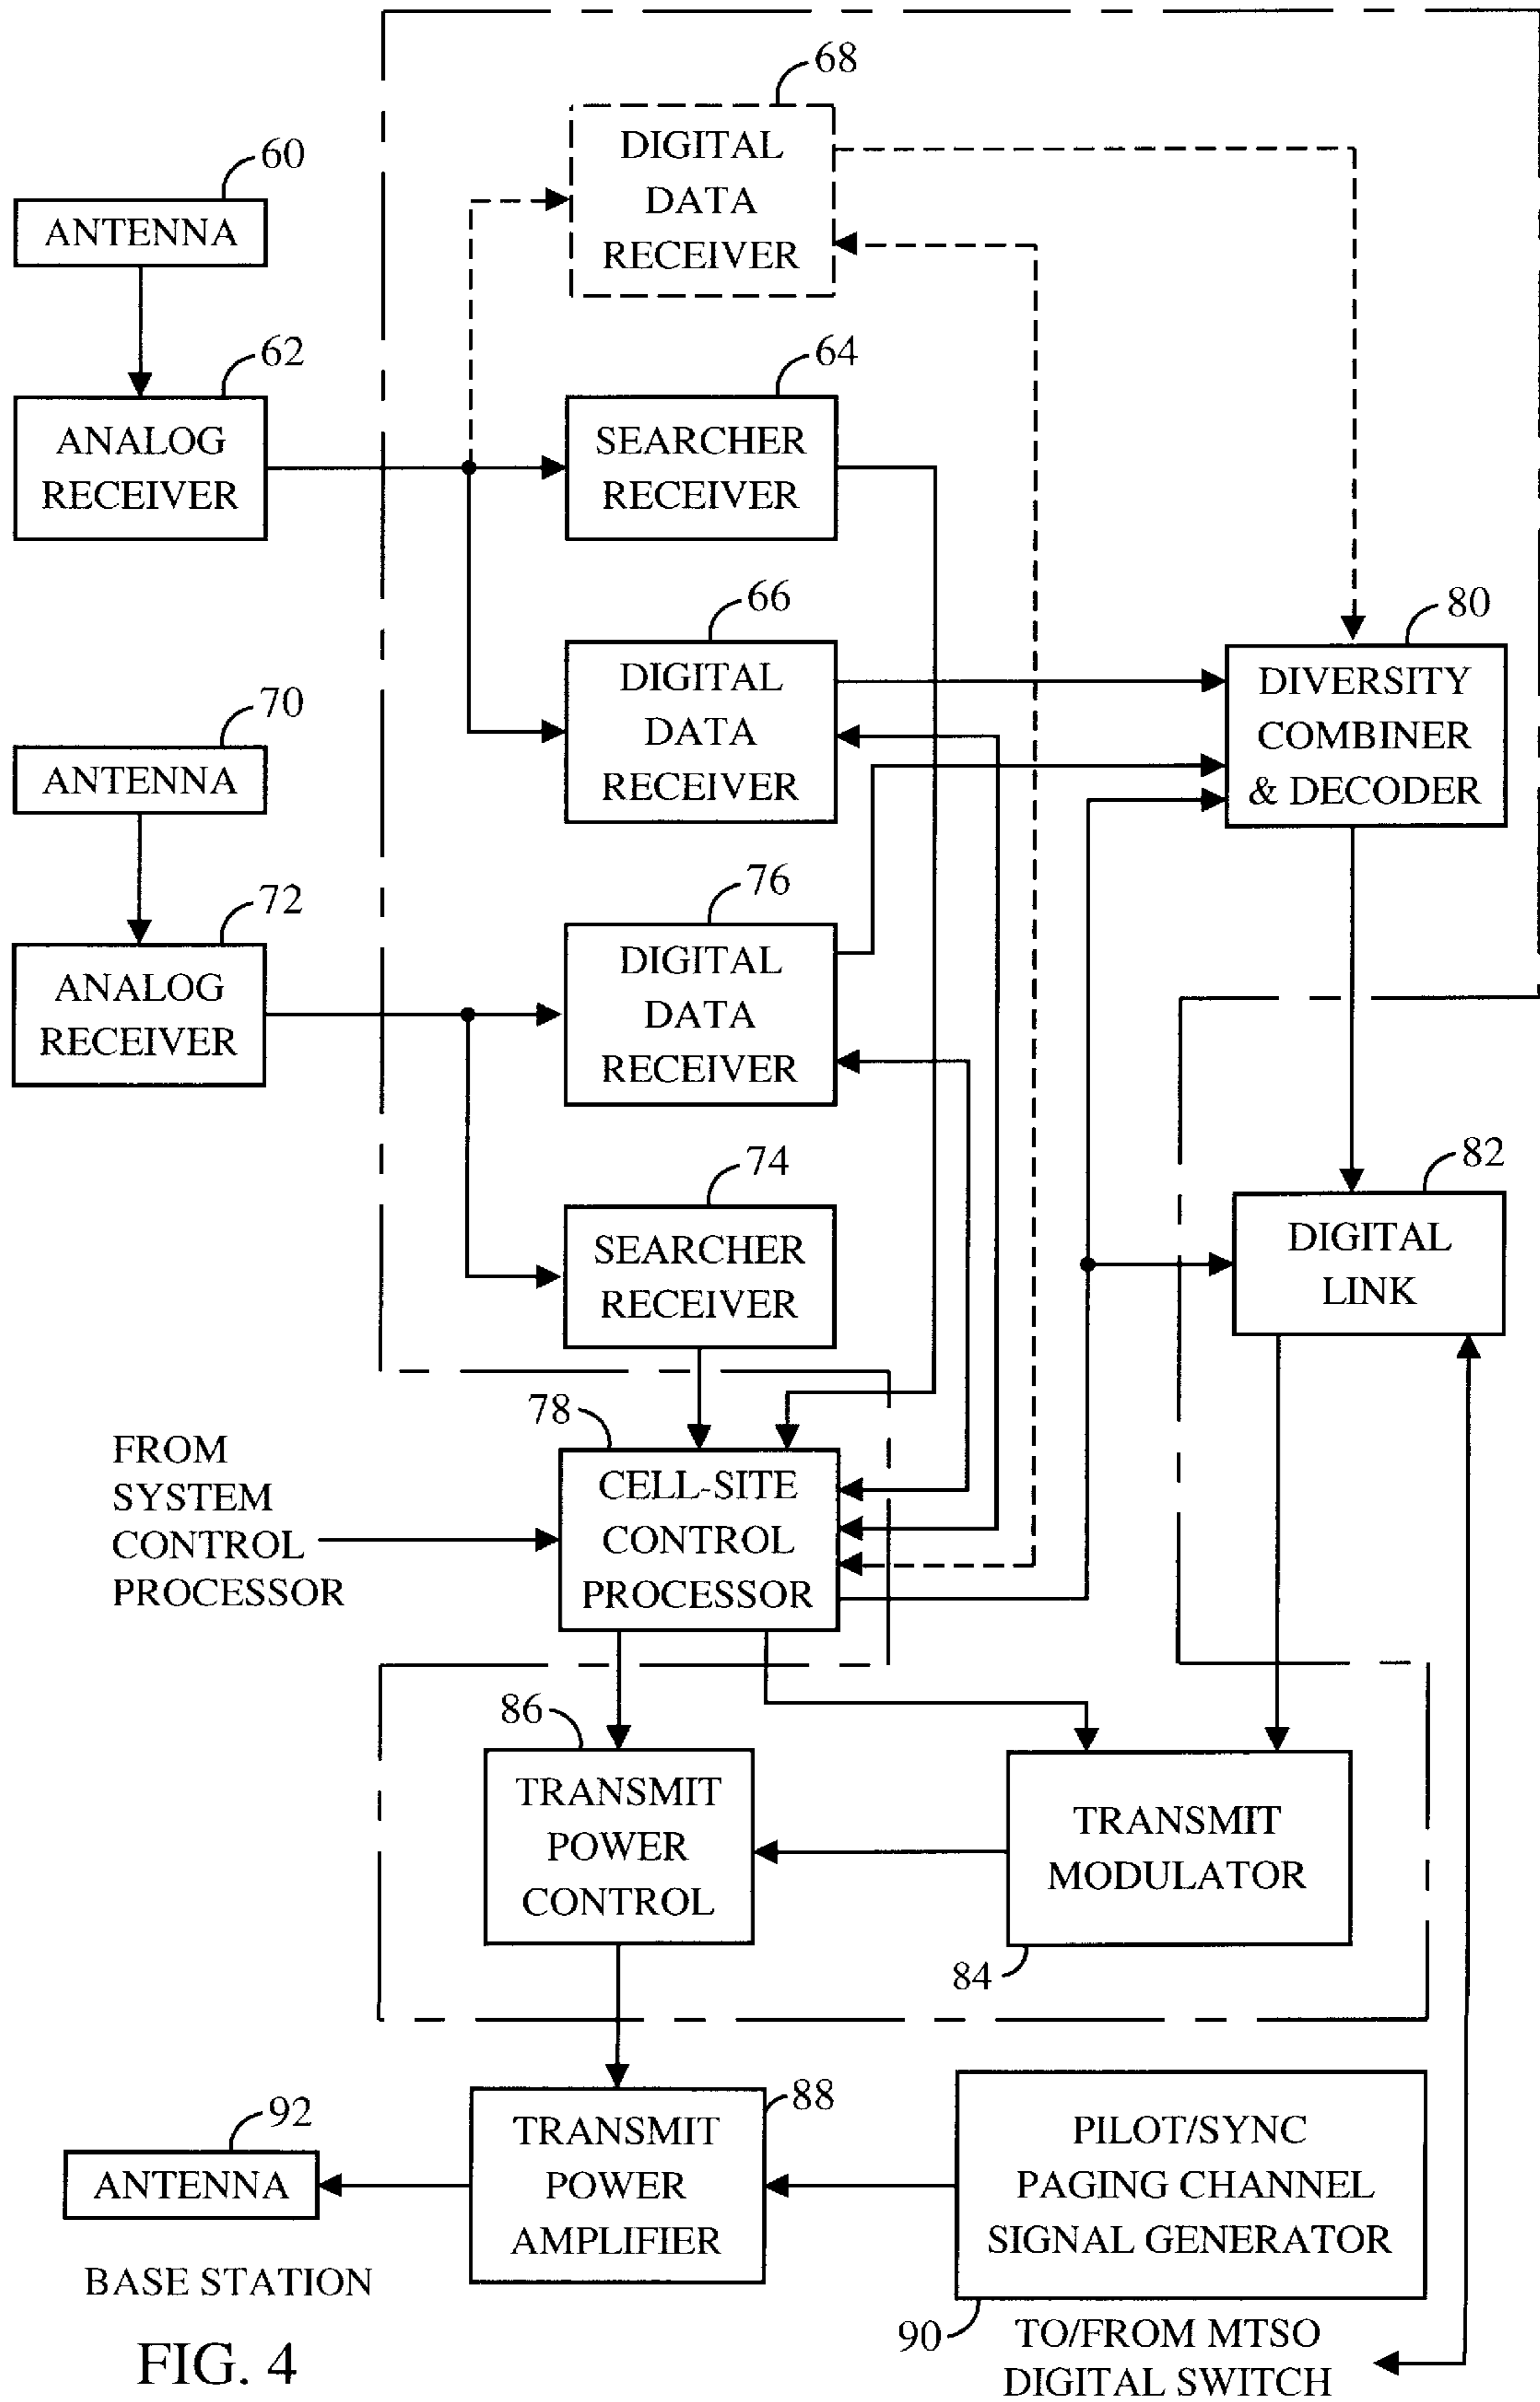 68
DIGITAL
DATA
RECEIVER
60
ANTENNA
62
ANALOG
RECEIVER
64
SEARCHER
RECEIVER
66
DIGITAL
DATA
RECEIVER
80
DIVERSITY
COMBINER
& DECODER
70
ANTENNA
72
ANALOG
RECEIVER
76
DIGITAL
DATA
RECEIVER
74
SEARCHER
RECEIVER
82
DIGITAL
LINK
78
CELL-SITE
CONTROL
PROCESSOR
FROM
SYSTEM
CONTROL
PROCESSOR
86
TRANSMIT
POWER
CONTROL
TRANSMIT
MODULATOR
84
88
TRANSMIT
POWER
AMPLIFIER
92
ANTENNA
PILOT/SYNC
PAGING CHANNEL
SIGNAL GENERATOR
90
BASE STATION
TO/FROM MTSO
DIGITAL SWITCH
FIG. 4